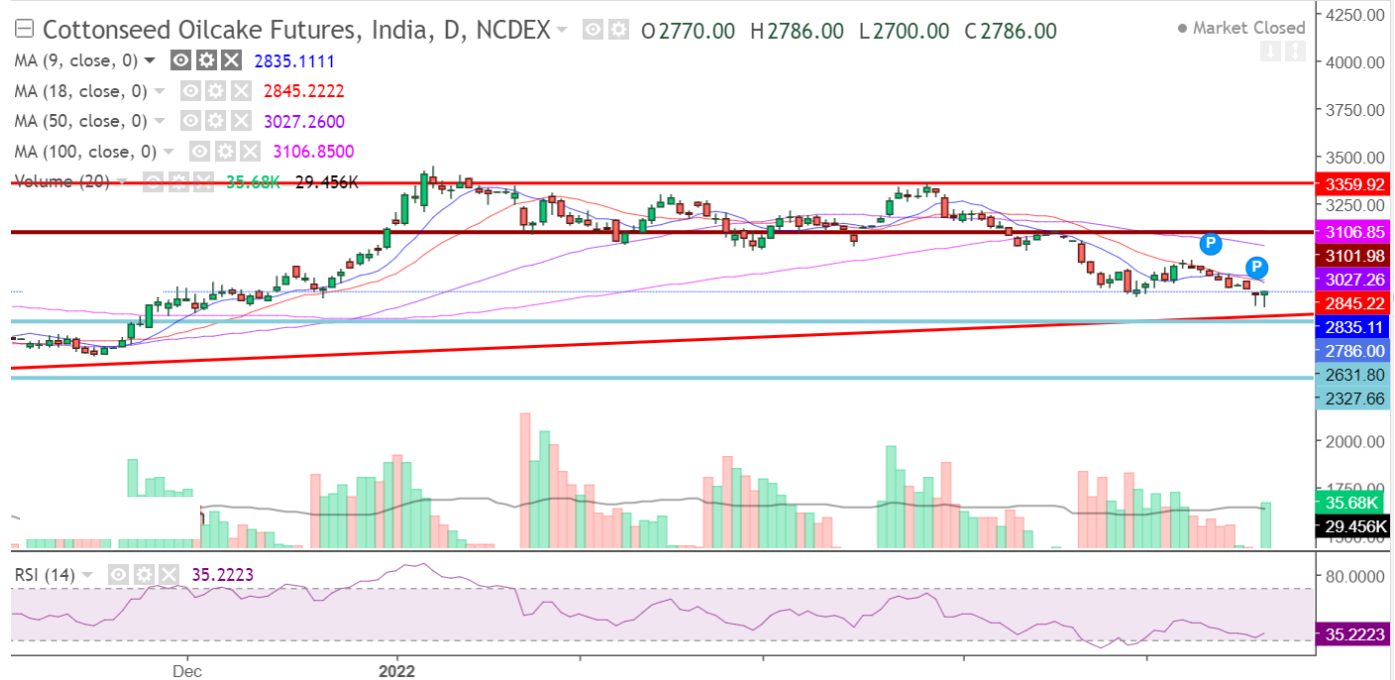 Cottonseed Oilcake Futures, India, D, NCDEX O2770.00 H2786.00 L2700.00 C2786.00
Market Closed
MA (9, close, 0) 2835.1111
MA (18, close, 0) 2845.2222
MA (50, close, 0) 3027.2600
MA (100, close, 0) 3106.8500
Volume (20) 35.68K 29.456K
4250.00
4000.00
3750.00
3500.00
3359.92
3250.00
3106.85
3101.98
3027.26
2845.22
2835.11
2786.00
2631.80
2327.66
2000.00
1750.00
35.68K
29.456K
P
P
RSI (14) 35.2223
80.0000
35.2223
Dec 2022